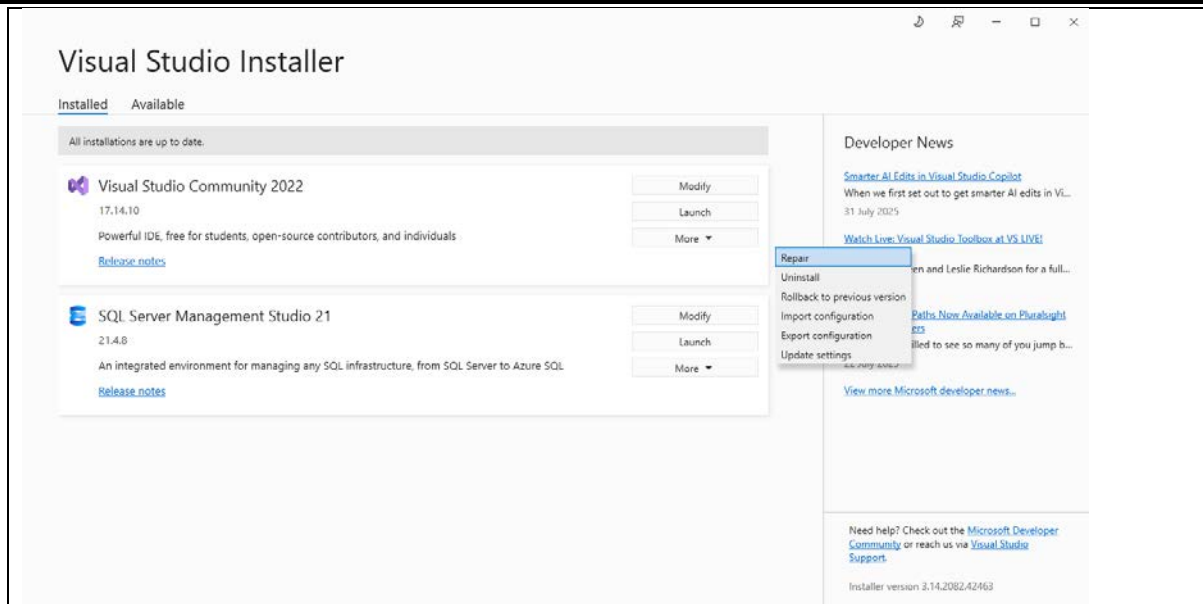 Visual Studio Installer
Installed Available
All installations are up to date.
Visual Studio Community 2022
17.14.10
Powerful IDE, free for students, open-source contributors, and individuals
Release notes
Modify
Launch
More
SQL Server Management Studio 21
21.4.8
An integrated environment for managing any SQL infrastructure, from SQL Server to Azure SQL
Release notes
Modify
Launch
More
Repair
Uninstall
Rollback to previous version
Import configuration
Export configuration
Update settings
Developer News
Smarter AI Edits in Visual Studio Copilot
When we first set out to get smarter AI edits in Vi...
31 July 2025
Watch Live: Visual Studio Toolbox at VS LIVE!
en and Leslie Richardson for a full...
Paths Now Available on Pluralsight
ers
illed to see so many of you jump b...
22 July 2025
View more Microsoft developer news...
Need help? Check out the Microsoft Developer
Community or reach us via Visual Studio
Support.
Installer version 3.14.2082.42463